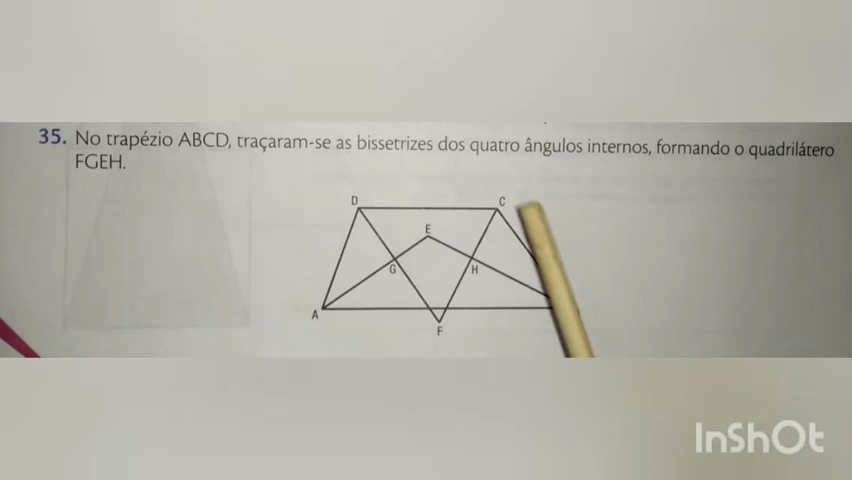 35. No trapézio ABCD, traçaram-se as bissetrizes dos quatro ângulos internos, formando o quadrilátero
FGEH.
D
C
E
G
H
A
F
InShOt